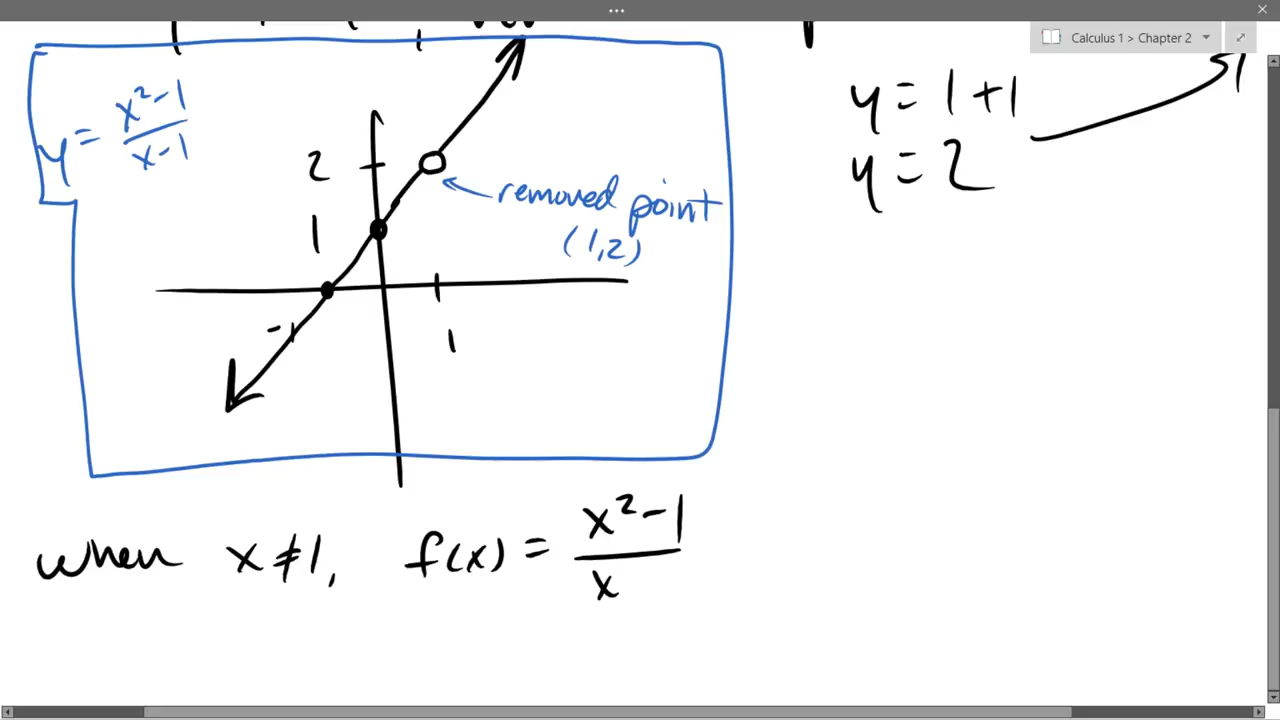 Calculus 1 > Chapter 2
y = x²-1 / x-1
y = 1+1
y = 2
2
removed point
(1,2)
1
-1
1
when x≠1, f(x) = x²-1 / x